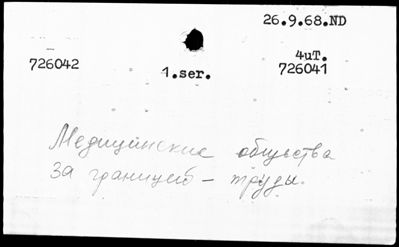 26.9.68.ND
4uT.
726042 1.ser. 726041
Медицинские общества
за границей – труды.